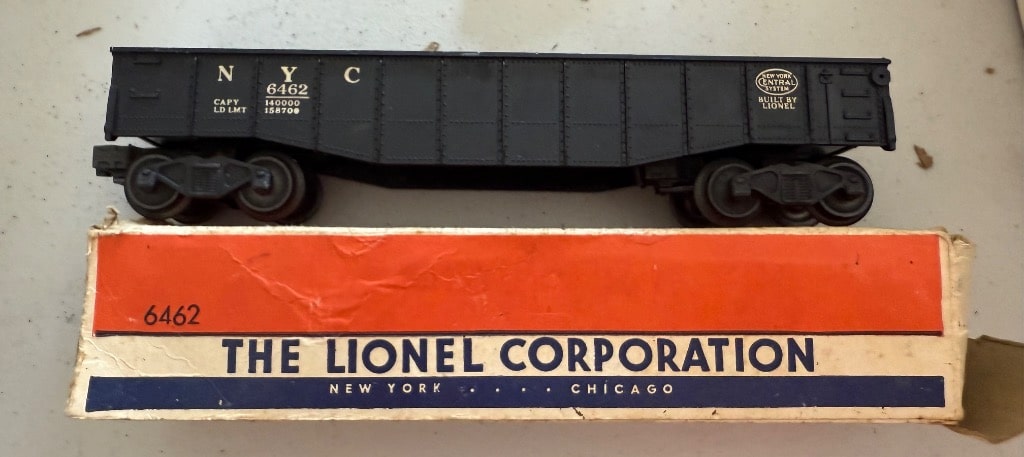 N Y C
6462
CAPY 140000
LD LMT 158700
NEW YORK
CENTRAL
SYSTEM
BUILT BY
LIONEL
6462
THE LIONEL CORPORATION
NEW YORK . . . . CHICAGO